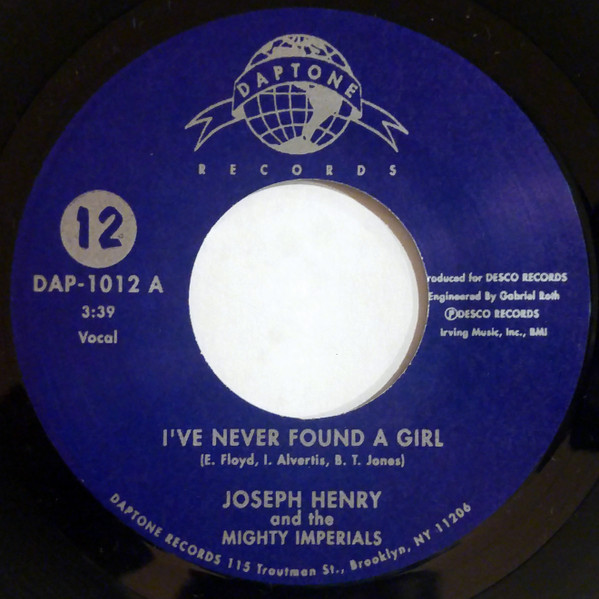 DAPTONE
RECORDS
12
DAP-1012 A
3:39
Vocal
roduced for DESCO RECORDS
Engineered By Gabriel Roth
ⓅDESCO RECORDS
Irving Music, Inc., BMI
I'VE NEVER FOUND A GIRL
(E. Floyd, I. Alvertis, B. T. Jones)
JOSEPH HENRY
and the
MIGHTY IMPERIALS
DAPTONE RECORDS 115 Troutman St., Brooklyn, NY 11206